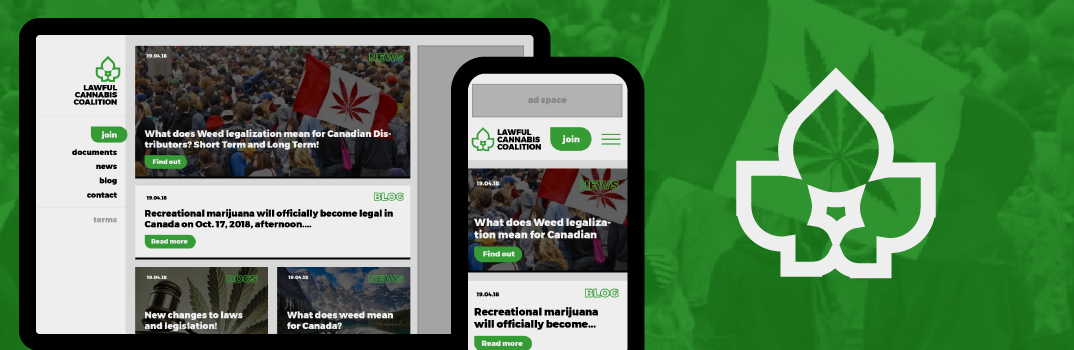 LAWFUL
CANNABIS
COALITION
join
documents
news
blog
contact
terms
19.04.18
NEWS
What does Weed legalization mean for Canadian Dis-
tributors? Short Term and Long Term!
Find out
19.04.18
BLOG
Recreational marijuana will officially become legal in
Canada on Oct. 17, 2018, afternoon....
Read more
19.04.18
DOCS
New changes to laws
and legislation!
19.04.18
NEWS
What does weed mean
for Canada?
ad space
LAWFUL
CANNABIS
COALITION
join
19.04.18
NEWS
What does Weed legaliza-
tion mean for Canadian
Find out
19.04.18
BLOG
Recreational marijuana
will officially become...
Read more